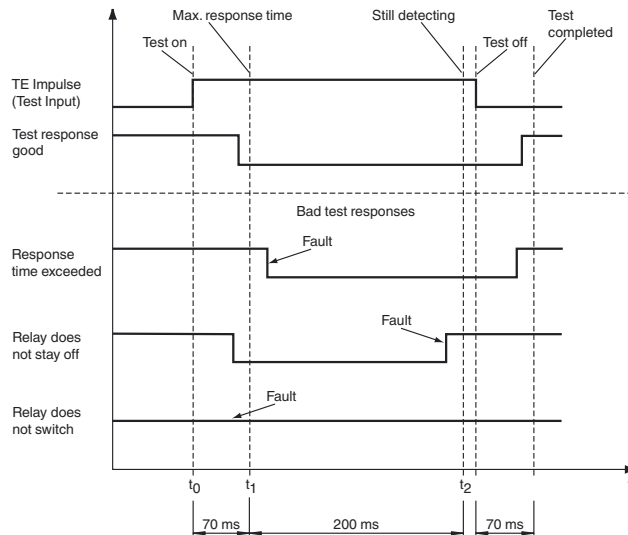 Max. response time
Still detecting
Test
completed
Test on
Test off
TE Impulse
(Test Input)
Test response
good
Bad test responses
Response
time exceeded
Fault
Relay does
not stay off
Fault
Relay does
not switch
Fault
t0
t1
t2
70 ms
200 ms
70 ms